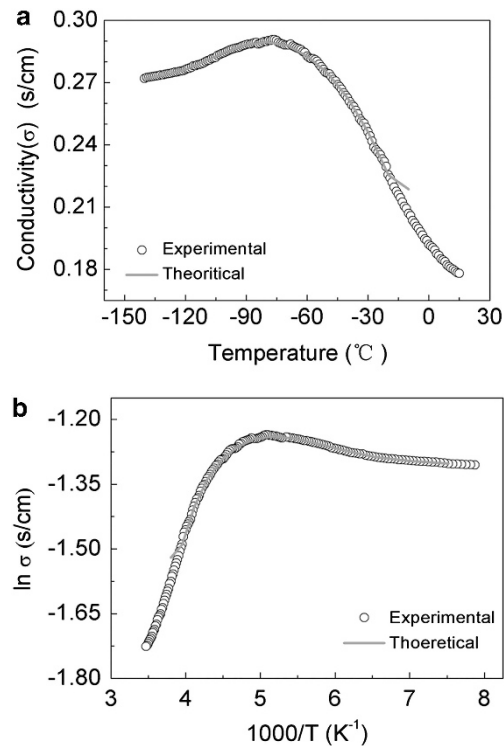 a
0.30
0.27
0.24
0.21
0.18
Conductivity(σ) (s/cm)
Experimental
Theoritical
-150 -120 -90 -60 -30 0 30
Temperature (℃)
b
-1.20
-1.35
-1.50
-1.65
-1.80
ln σ (s/cm)
Experimental
Thoeretical
3 4 5 6 7 8
1000/T (K⁻¹)